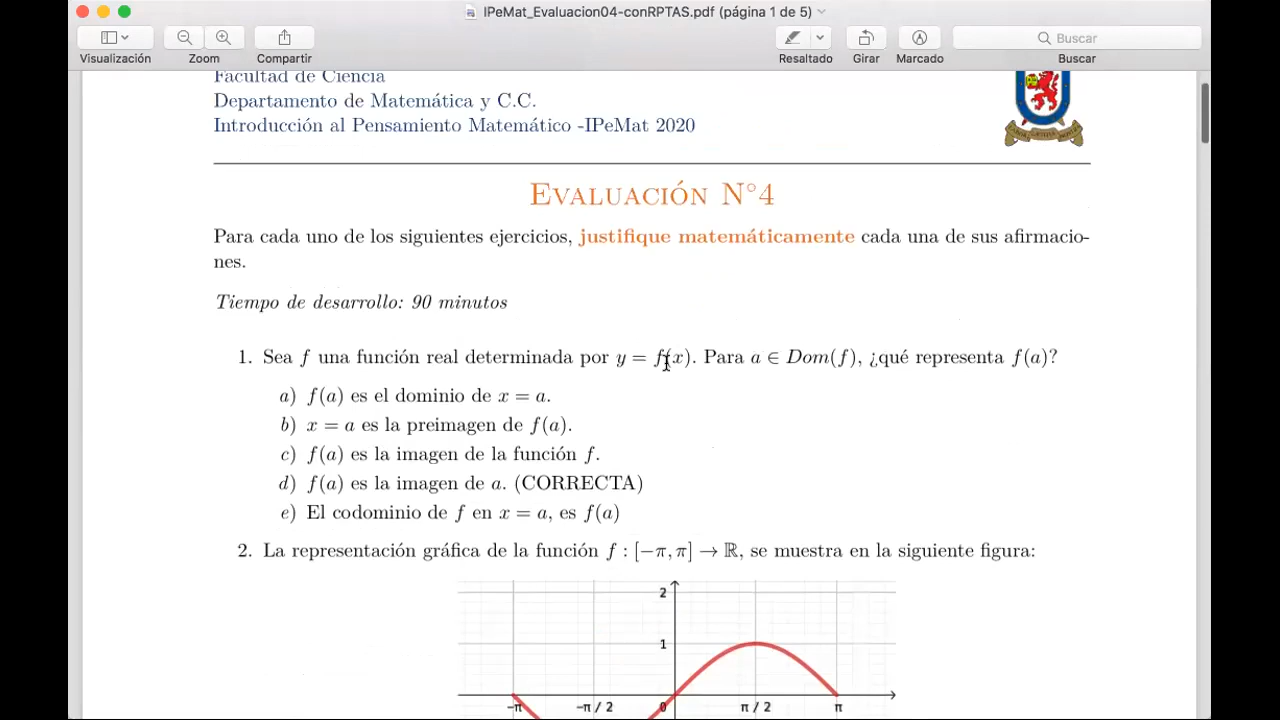 IPeMat_Evaluacion04-conRPTAS.pdf (página 1 de 5)
Visualización Zoom Compartir Resaltado Girar Marcado Buscar
Buscar
Facultad de Ciencia
Departamento de Matemática y C.C.
Introducción al Pensamiento Matemático -IPeMat 2020
Evaluación N°4
Para cada uno de los siguientes ejercicios, justifique matemáticamente cada una de sus afirmacio-
nes.
Tiempo de desarrollo: 90 minutos
1. Sea f una función real determinada por y = f(x). Para a ∈ Dom(f), ¿qué representa f(a)?
a) f(a) es el dominio de x = a.
b) x = a es la preimagen de f(a).
c) f(a) es la imagen de la función f.
d) f(a) es la imagen de a. (CORRECTA)
e) El codominio de f en x = a, es f(a)
2. La representación gráfica de la función f : [−π, π] → ℝ, se muestra en la siguiente figura:
2
1
−π −π / 2 0 π / 2 π